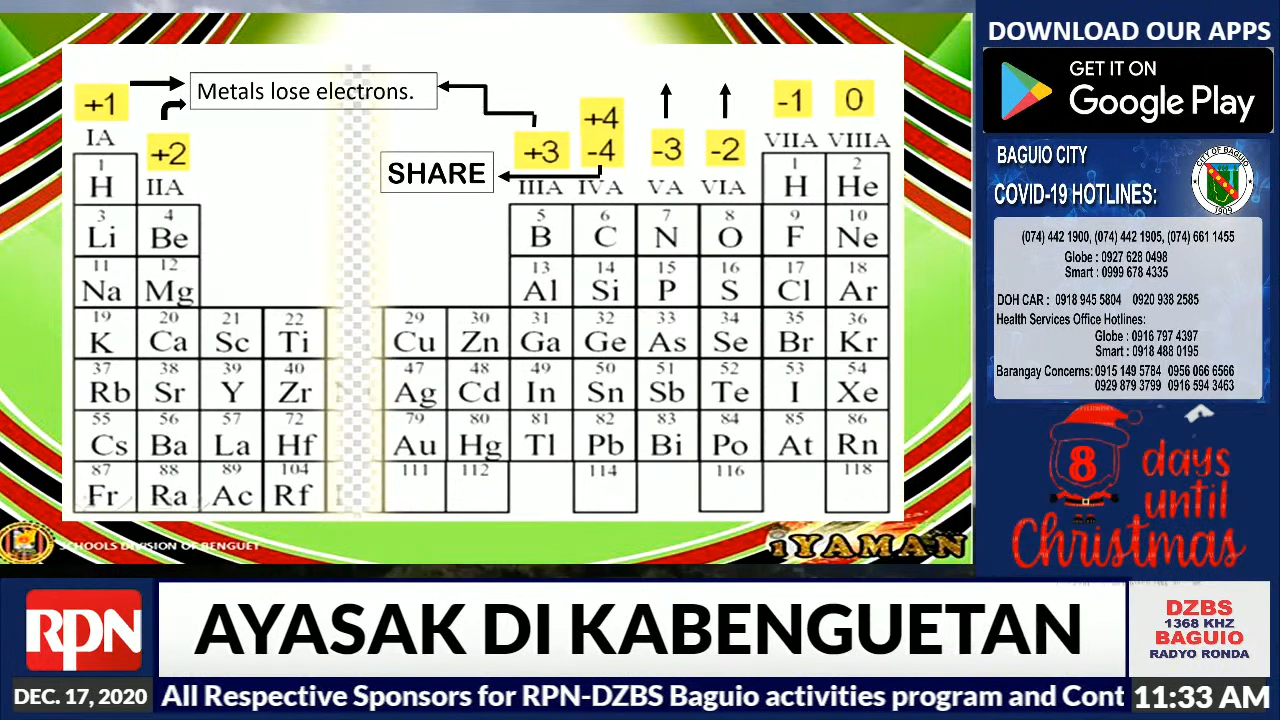 +1
Metals lose electrons.
-1 0
+4
IA
+2
+3 -4 -3 -2
VIIA VIIIA
SHARE
IIA
IIIA IVA VA VIA
1 1 2
H H He
3 4 5 6 7 8 9 10
Li Be B C N O F Ne
11 12 13 14 15 16 17 18
Na Mg Al Si P S Cl Ar
19 20 21 22 29 30 31 32 33 34 35 36
K Ca Sc Ti Cu Zn Ga Ge As Se Br Kr
37 38 39 40 47 48 49 50 51 52 53 54
Rb Sr Y Zr Ag Cd In Sn Sb Te I Xe
55 56 57 72 79 80 81 82 83 84 85 86
Cs Ba La Hf Au Hg Tl Pb Bi Po At Rn
87 88 89 104 111 112 114 116 118
Fr Ra Ac Rf
SCHOOLS DIVISION OF BENGUET
iYAMAN
DOWNLOAD OUR APPS
GET IT ON
Google Play
BAGUIO CITY
COVID-19 HOTLINES:
CITY OF BAGUIO
1909
(074) 442 1900, (074) 442 1905, (074) 661 1455
Globe : 0927 628 0498
Smart : 0999 678 4335
DOH CAR : 0918 945 5804 0920 938 2585
Health Services Office Hotlines:
Globe : 0916 797 4397
Smart : 0918 488 0195
Barangay Concerns: 0915 149 5784 0956 066 6566
0929 879 3799 0916 594 3463
8 days
until
Christmas
RPN
AYASAK DI KABENGUETAN
DZBS
1368 KHZ
BAGUIO
RADYO RONDA
DEC. 17, 2020
All Respective Sponsors for RPN-DZBS Baguio activities program and Cont
11:33 AM